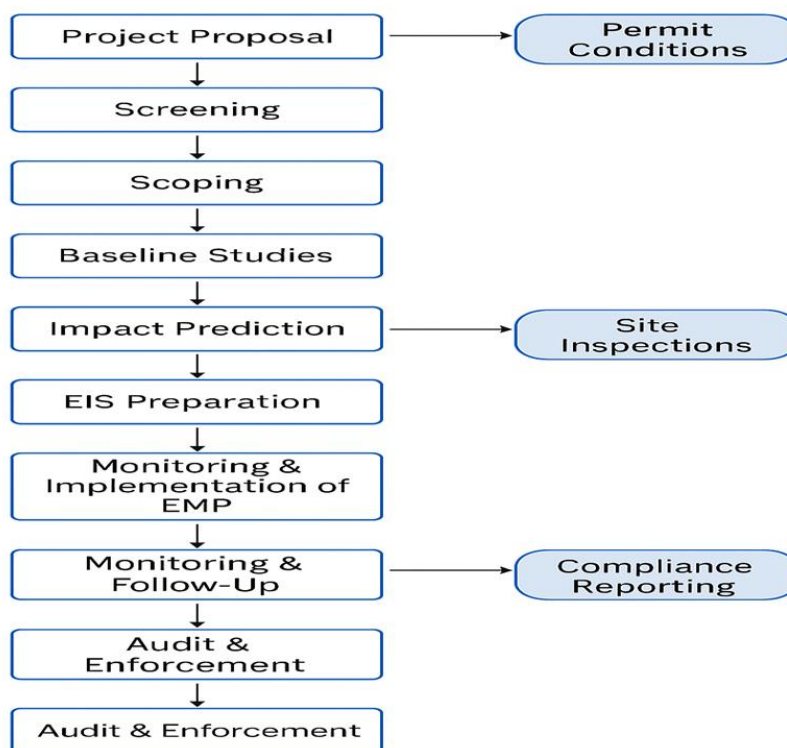 Project Proposal
Permit
Conditions
Screening
Scoping
Baseline Studies
Impact Prediction
Site
Inspections
EIS Preparation
Monitoring &
Implementation of
EMP
Monitoring &
Follow-Up
Compliance
Reporting
Audit &
Enforcement
Audit & Enforcement